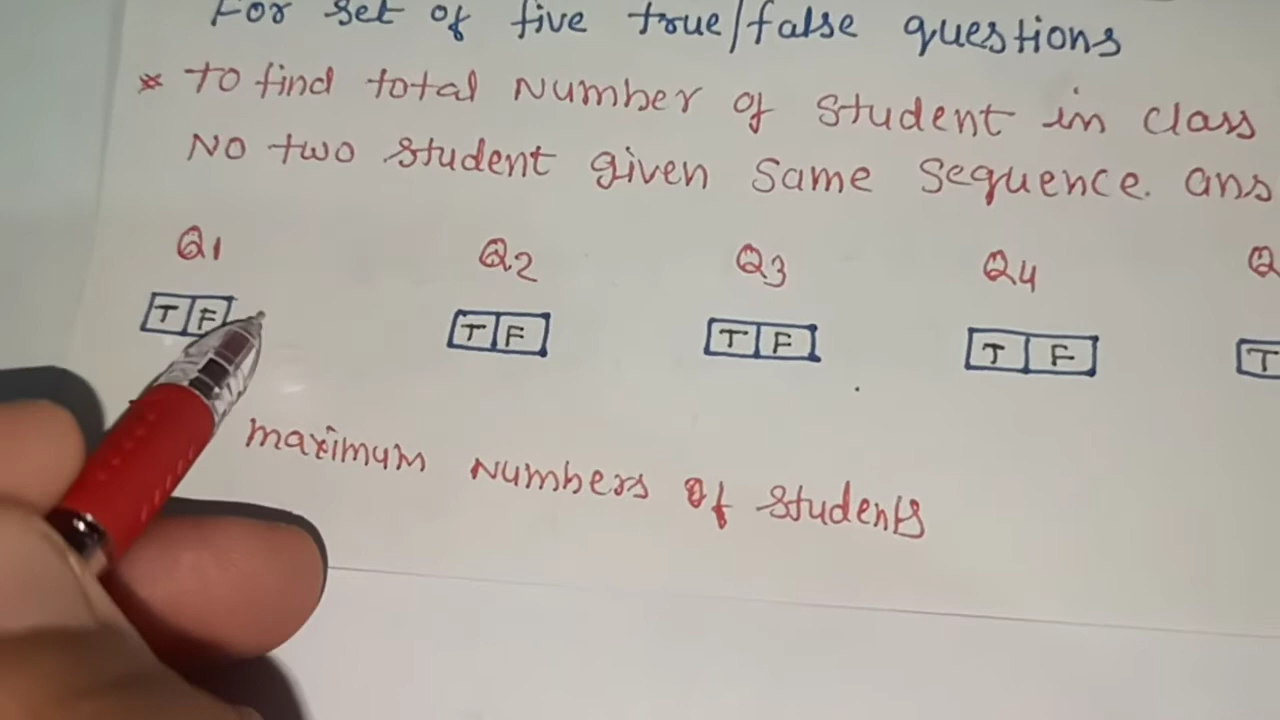 For set of five true/false questions
* To find total Number of student in class
No two student given same sequence. ans
Q1 Q2 Q3 Q4 Q
T F T F T F T F T
maximum numbers of students